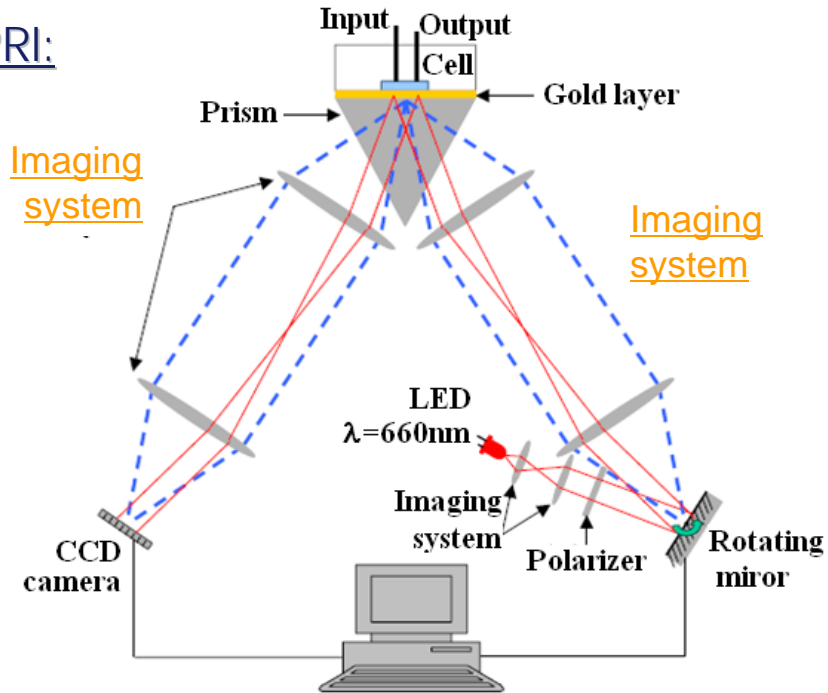 PRI:
Input
Output
Cell
Prism
Gold layer
Imaging
system
Imaging
system
LED
λ=660nm
Imaging
system
Polarizer
Rotating
miror
CCD
camera